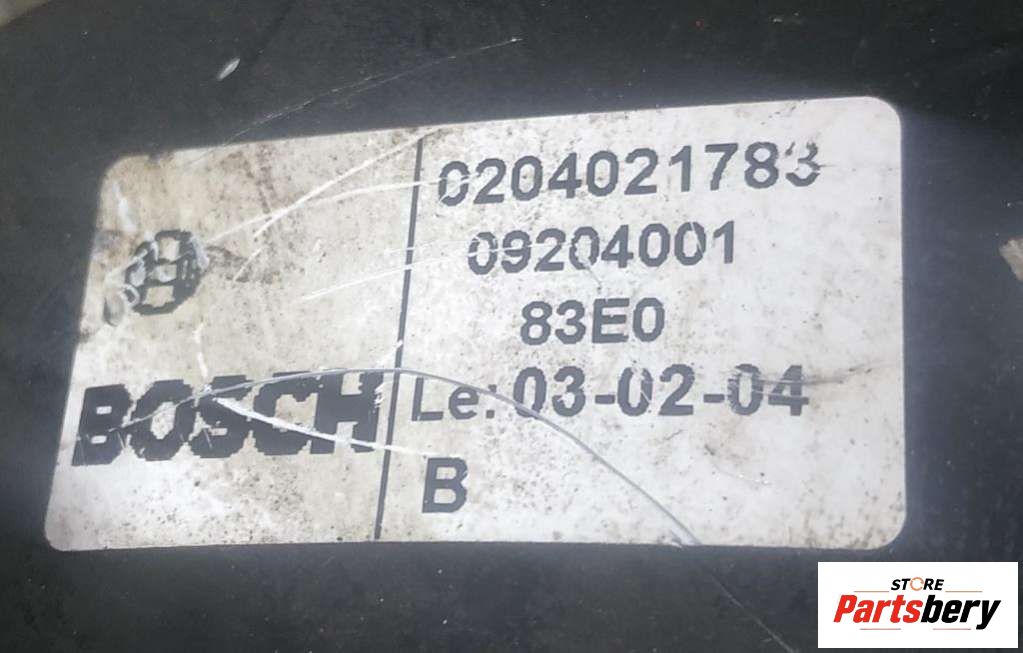 0204021783
09204001
83E0
BOSCH
Le: 03-02-04
B
STORE
Partsbery